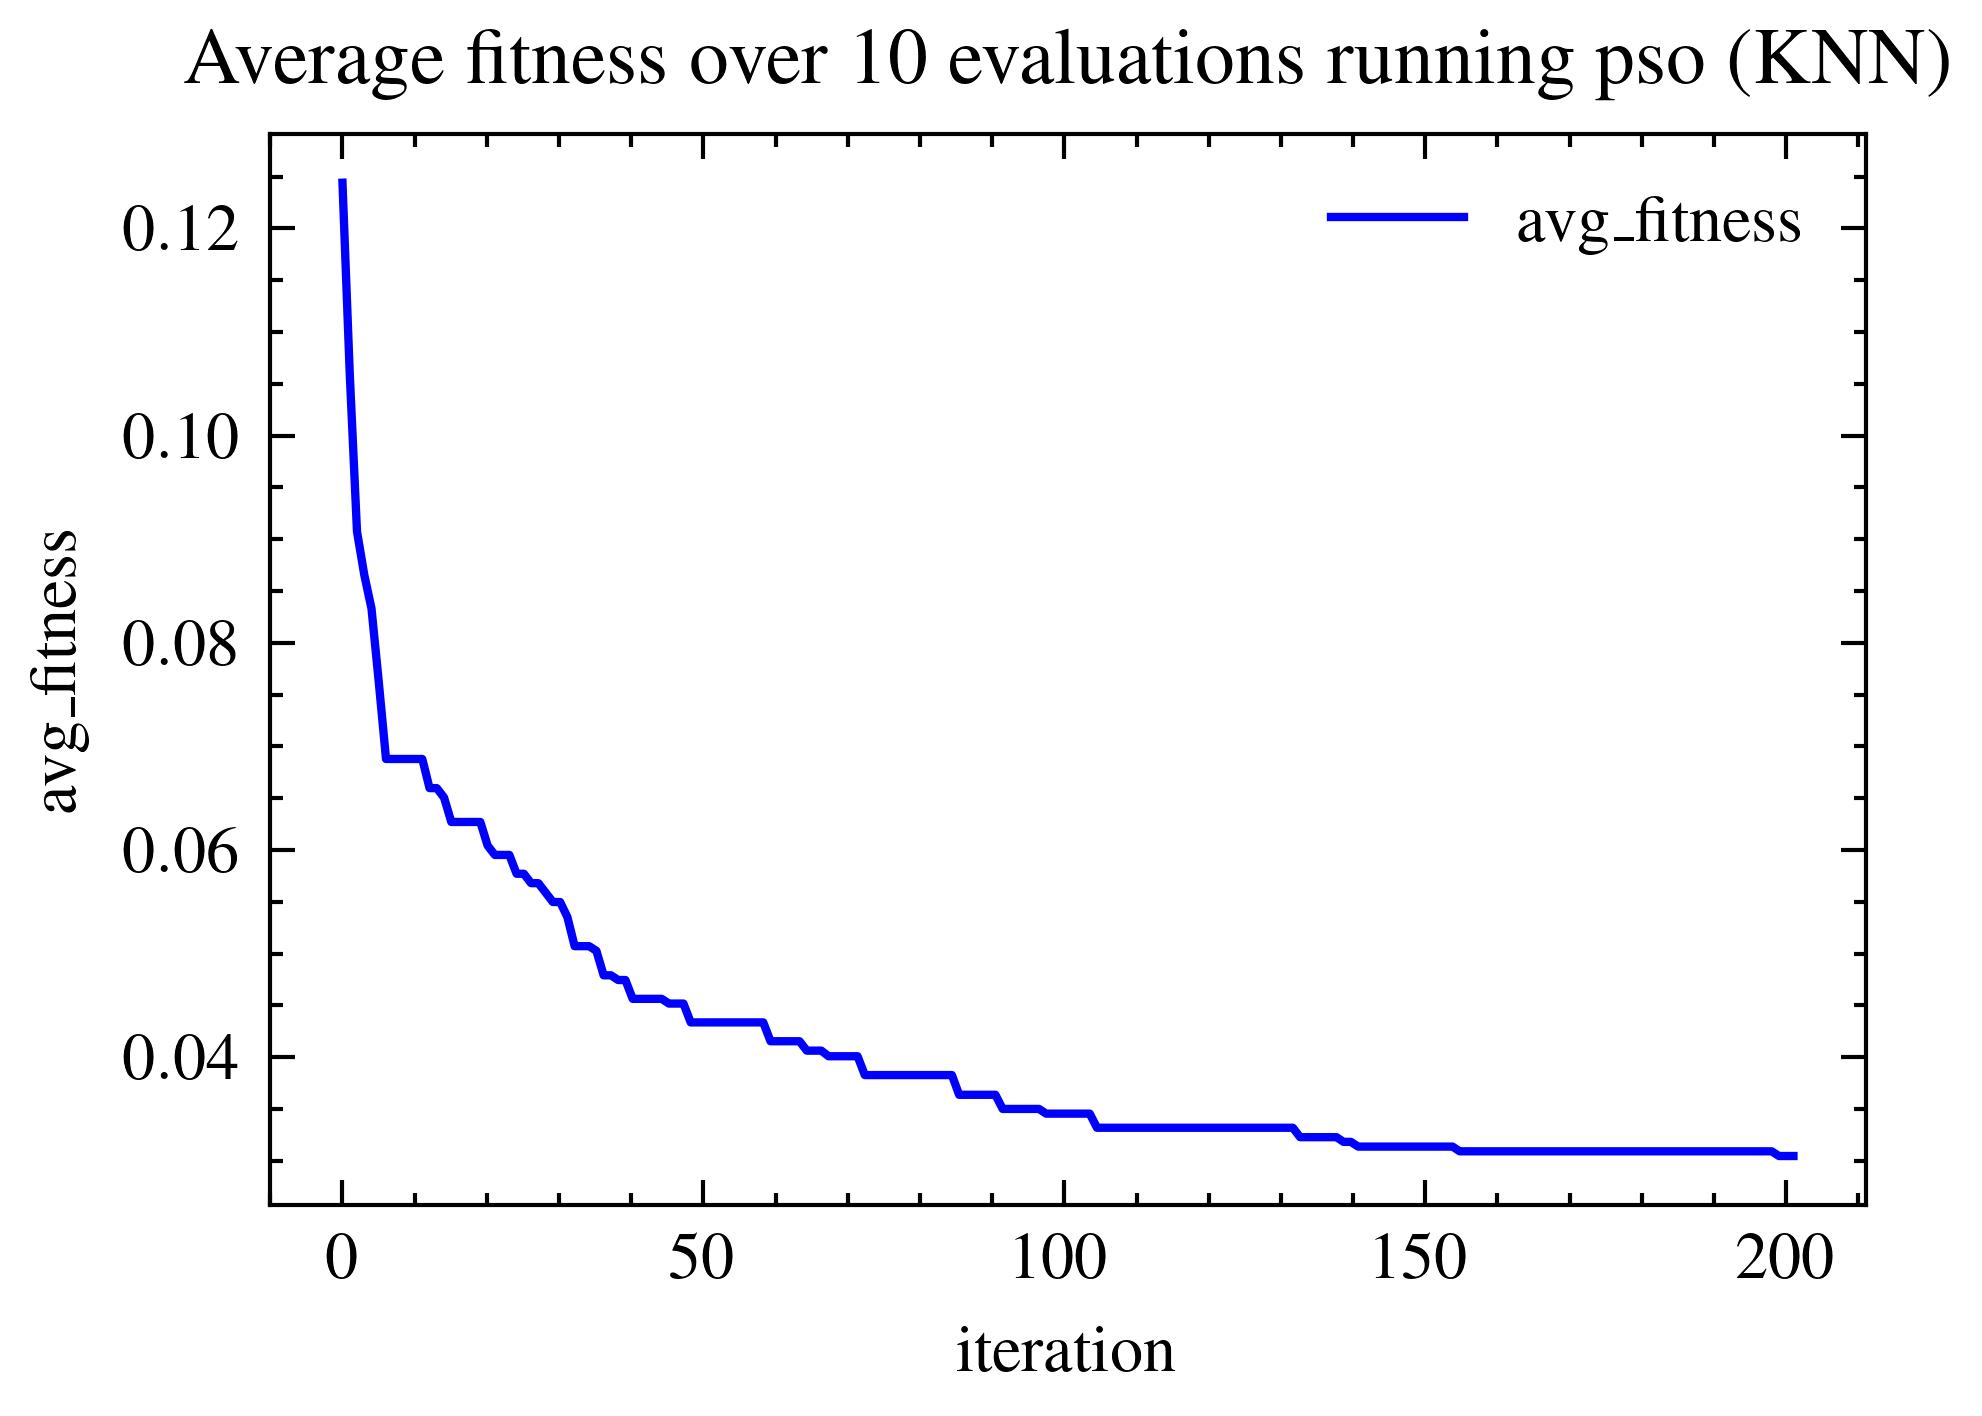 Average fitness over 10 evaluations running pso (KNN)
avg_fitness
0.12
0.10
0.08
0.06
0.04
avg_fitness
0 50 100 150 200
iteration